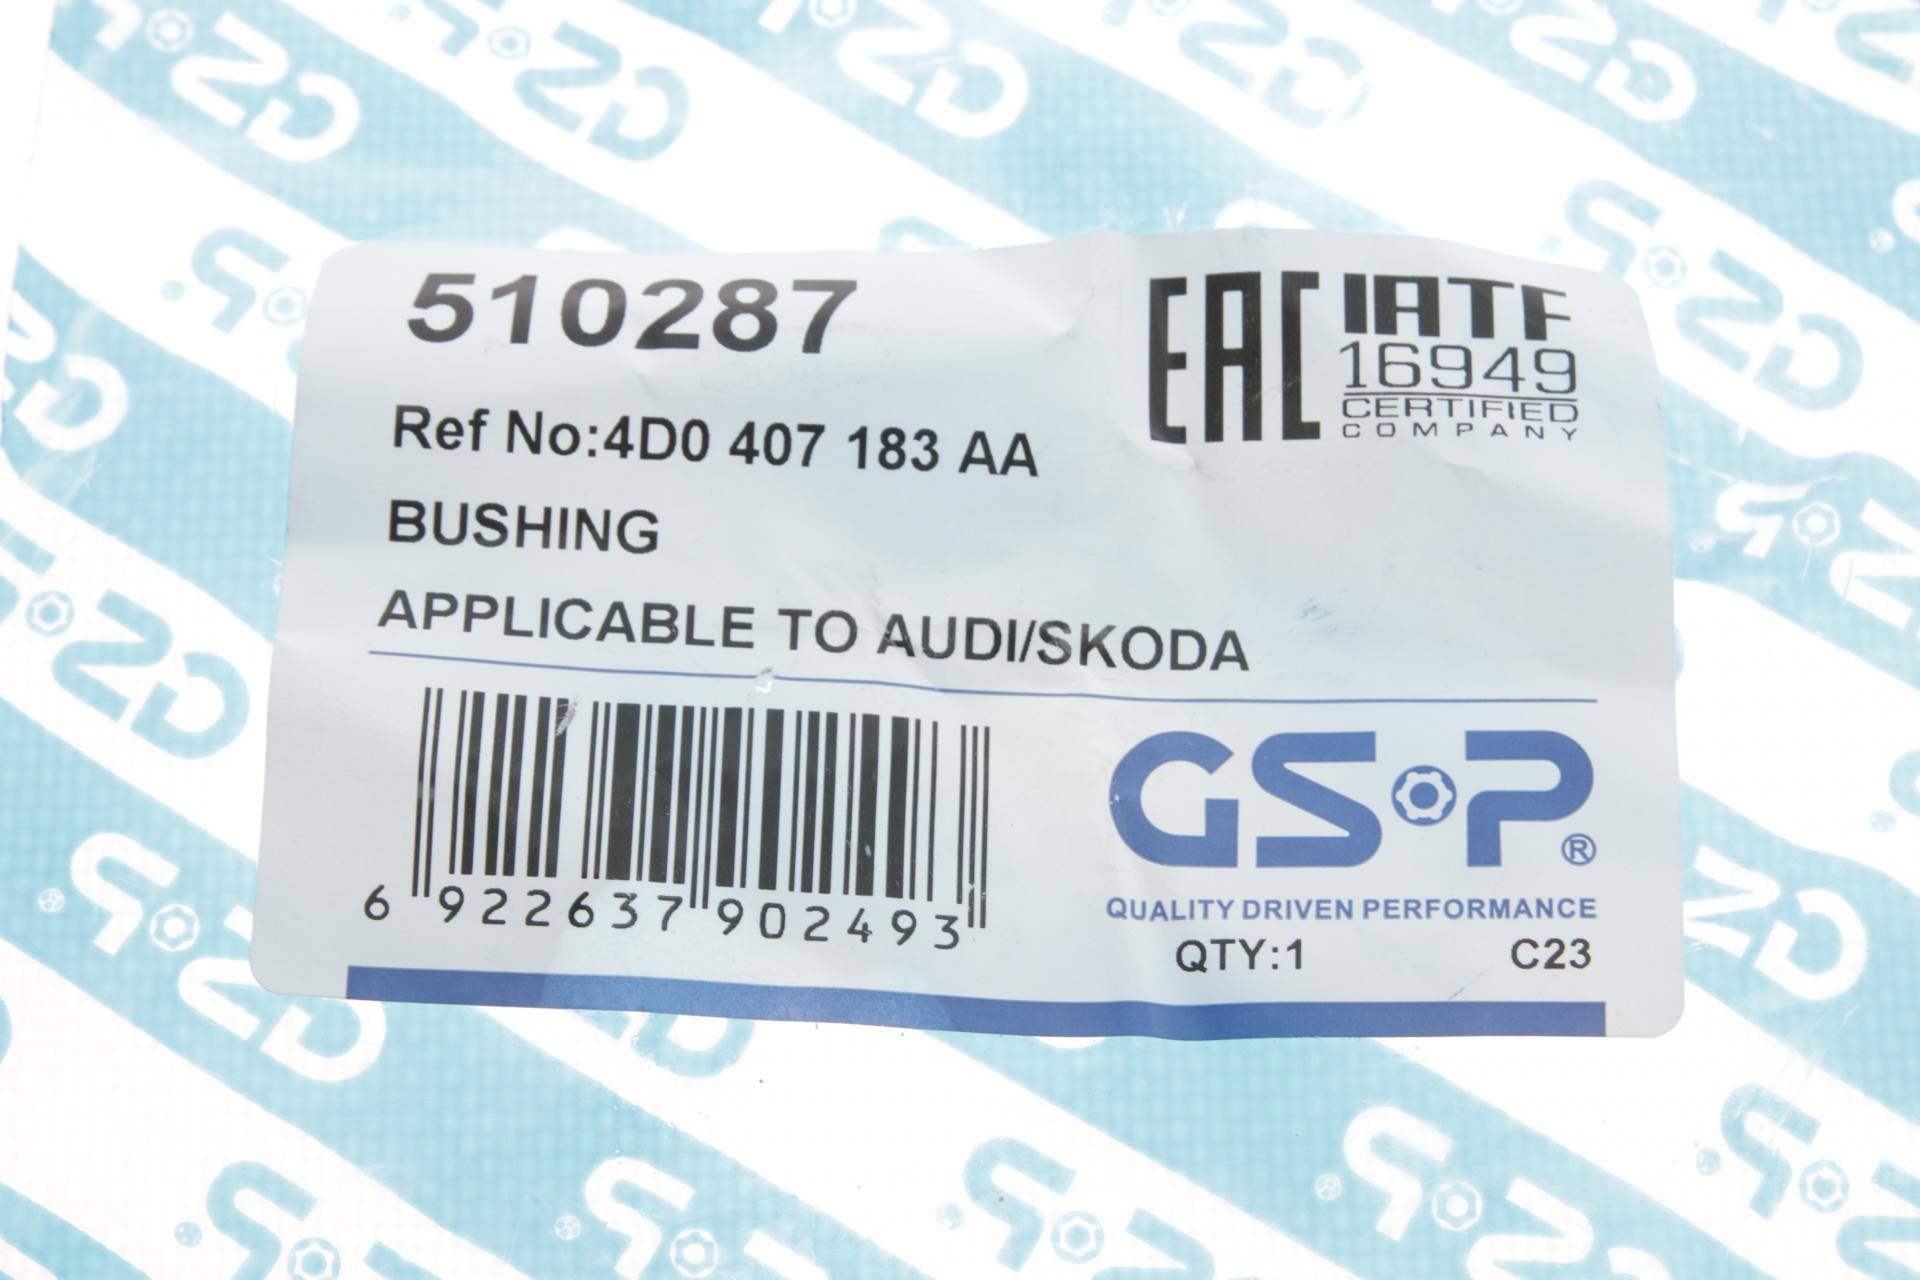 510287
EAC
IATF
16949
CERTIFIED
COMPANY
Ref No:4D0 407 183 AA
BUSHING
APPLICABLE TO AUDI/SKODA
6 922637 902493
GSP®
QUALITY DRIVEN PERFORMANCE
QTY:1 C23